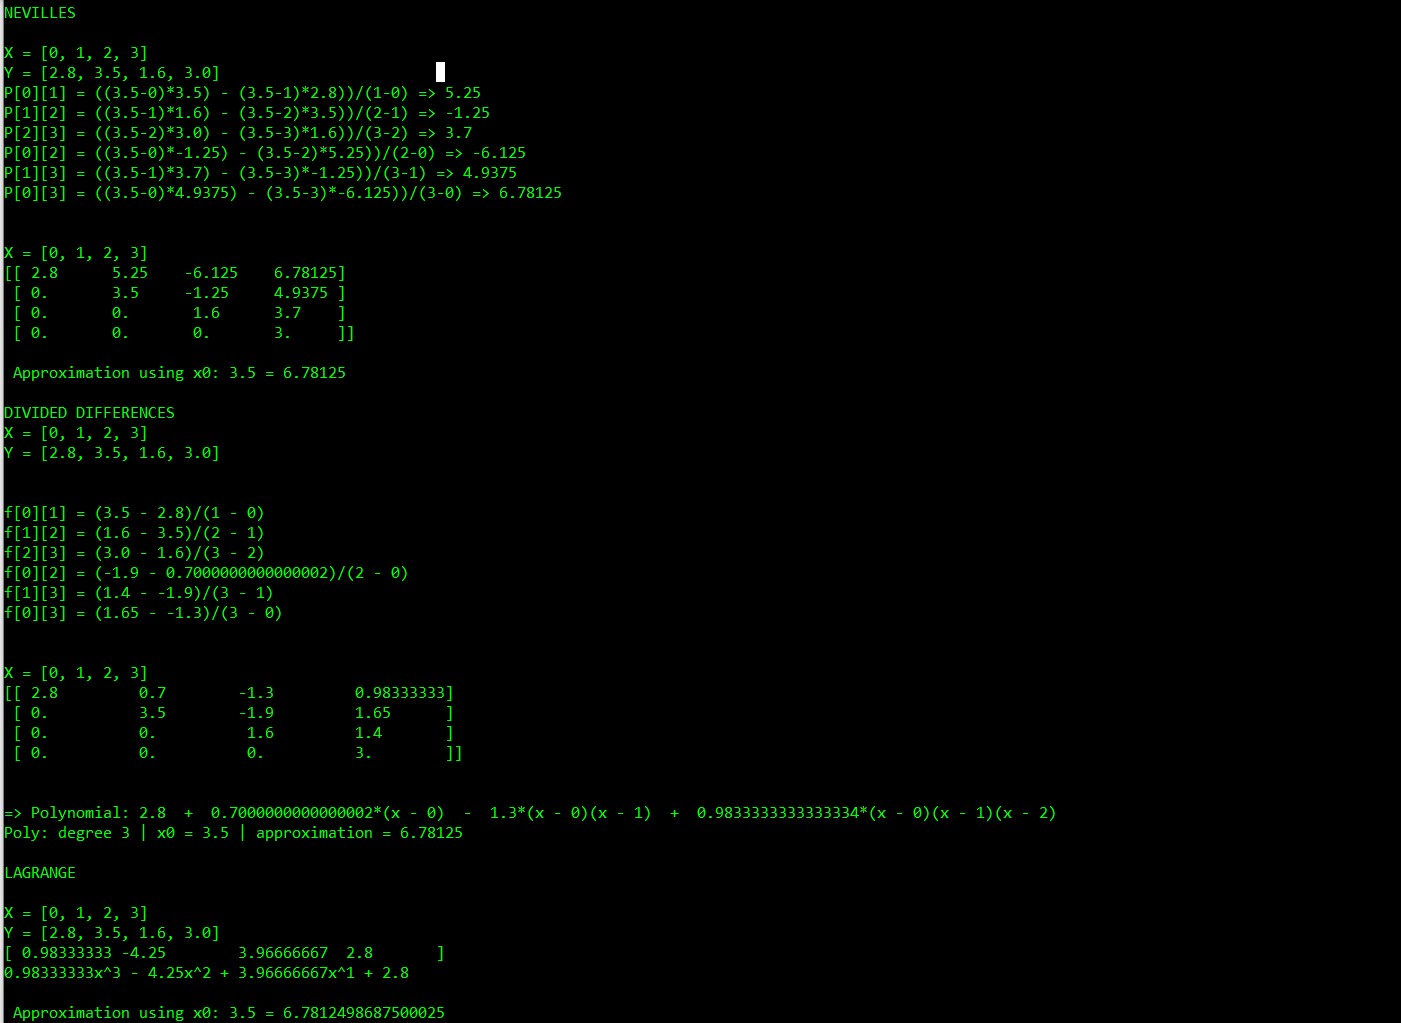 NEVILLES
X = [0, 1, 2, 3]
Y = [2.8, 3.5, 1.6, 3.0]
P[0][1] = ((3.5-0)*3.5) - (3.5-1)*2.8))/(1-0) => 5.25
P[1][2] = ((3.5-1)*1.6) - (3.5-2)*3.5))/(2-1) => -1.25
P[2][3] = ((3.5-2)*3.0) - (3.5-3)*1.6))/(3-2) => 3.7
P[0][2] = ((3.5-0)*-1.25) - (3.5-2)*5.25))/(2-0) => -6.125
P[1][3] = ((3.5-1)*3.7) - (3.5-3)*-1.25))/(3-1) => 4.9375
P[0][3] = ((3.5-0)*4.9375) - (3.5-3)*-6.125))/(3-0) => 6.78125
X = [0, 1, 2, 3]
[[ 2.8      5.25    -6.125    6.78125]
 [ 0.       3.5     -1.25     4.9375 ]
 [ 0.       0.       1.6      3.7    ]
 [ 0.       0.       0.       3.     ]]
 Approximation using x0: 3.5 = 6.78125
DIVIDED DIFFERENCES
X = [0, 1, 2, 3]
Y = [2.8, 3.5, 1.6, 3.0]
f[0][1] = (3.5 - 2.8)/(1 - 0)
f[1][2] = (1.6 - 3.5)/(2 - 1)
f[2][3] = (3.0 - 1.6)/(3 - 2)
f[0][2] = (-1.9 - 0.7000000000000002)/(2 - 0)
f[1][3] = (1.4 - -1.9)/(3 - 1)
f[0][3] = (1.65 - -1.3)/(3 - 0)
X = [0, 1, 2, 3]
[[ 2.8         0.7        -1.3         0.98333333]
 [ 0.          3.5        -1.9         1.65      ]
 [ 0.          0.          1.6         1.4       ]
 [ 0.          0.          0.          3.        ]]
=> Polynomial: 2.8  +  0.7000000000000002*(x - 0)  -  1.3*(x - 0)(x - 1)  +  0.9833333333333334*(x - 0)(x - 1)(x - 2)
Poly: degree 3 | x0 = 3.5 | approximation = 6.78125
LAGRANGE
X = [0, 1, 2, 3]
Y = [2.8, 3.5, 1.6, 3.0]
[ 0.98333333 -4.25        3.96666667  2.8       ]
0.98333333x^3 - 4.25x^2 + 3.96666667x^1 + 2.8
 Approximation using x0: 3.5 = 6.7812498687500025